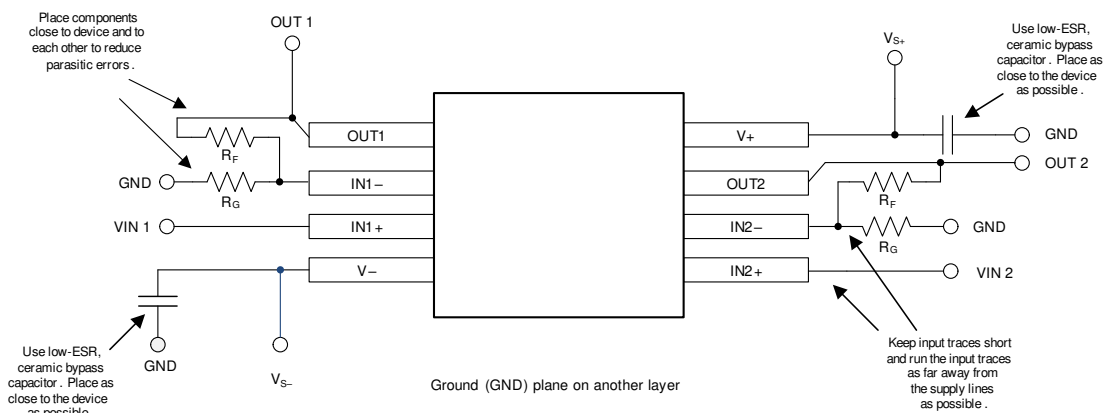 Place components
close to device and to
each other to reduce
parasitic errors .
OUT 1
VS+
Use low-ESR,
ceramic bypass
capacitor . Place as
close to the device
as possible .
OUT1
V+
GND
RF
OUT 2
GND
IN1−
OUT2
RF
RG
VIN 1
IN1+
IN2−
GND
RG
V−
IN2+
VIN 2
Use low-ESR,
ceramic bypass
capacitor . Place as
close to the device
as possible
GND
VS−
Ground (GND) plane on another layer
Keep input traces short
and run the input traces
as far away from
the supply lines
as possible .